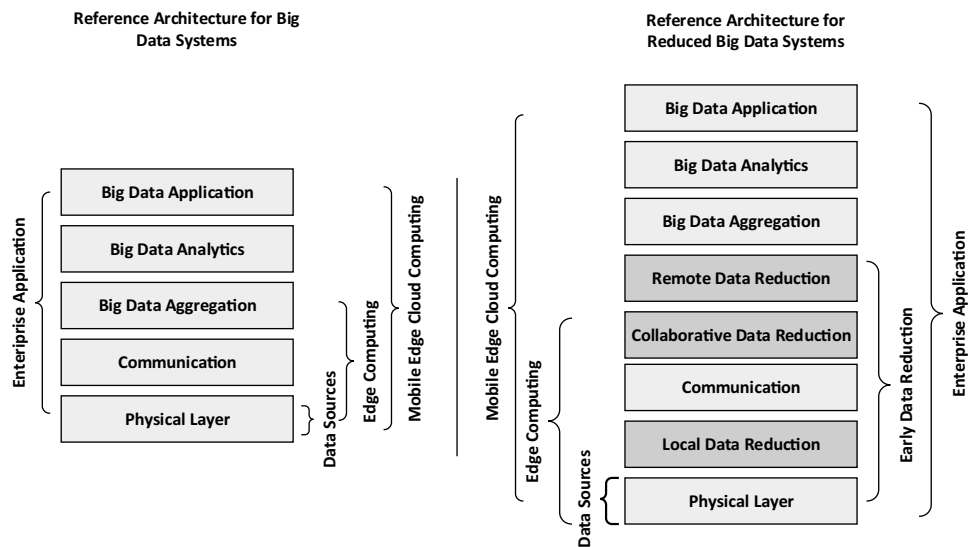 Reference Architecture for Big
Data Systems
Enteriprise Application
Big Data Application
Big Data Analytics
Big Data Aggregation
Communication
Physical Layer
Data Sources
Edge Computing
Mobile Edge Cloud Computing
Reference Architecture for
Reduced Big Data Systems
Mobile Edge Cloud Computing
Edge Computing
Data Sources
Big Data Application
Big Data Analytics
Big Data Aggregation
Remote Data Reduction
Collaborative Data Reduction
Communication
Local Data Reduction
Physical Layer
Early Data Reduction
Enterprise Application